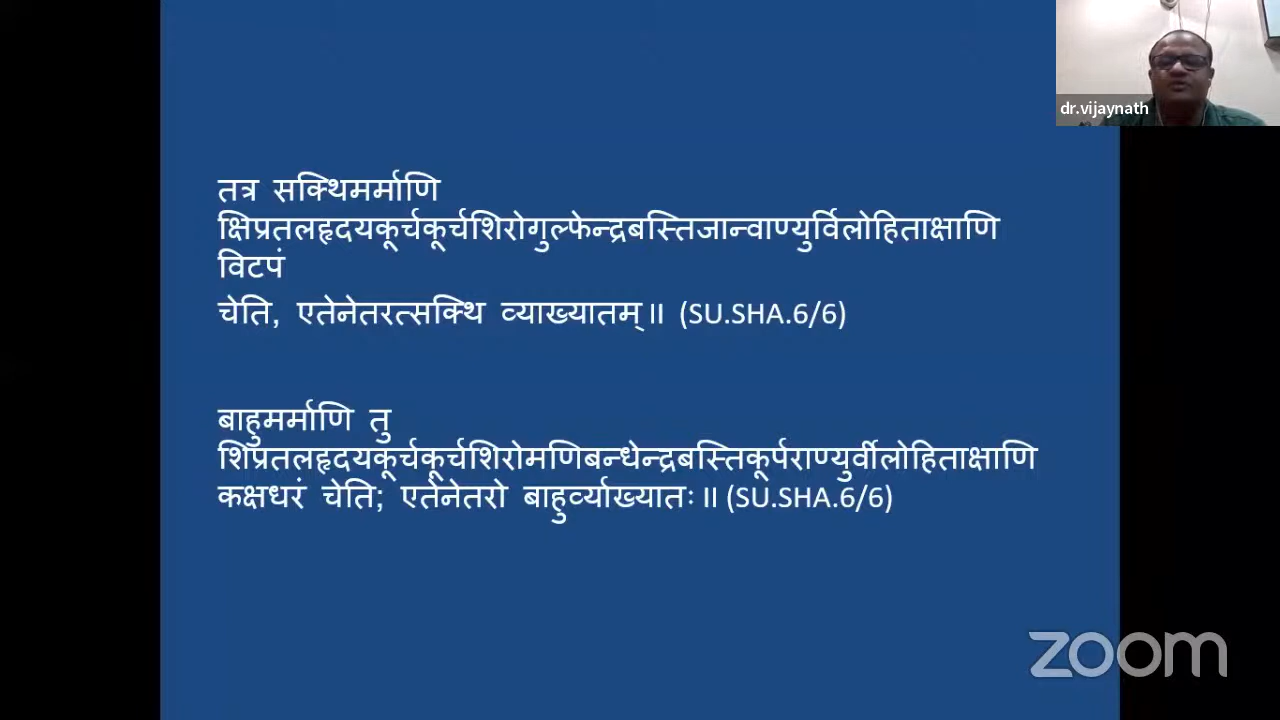 dr.vijaynath
तत्र सक्थिमर्माणि
क्षिप्रतलहृदयकूर्चकूर्चशिरोगुल्फेन्द्रबस्तिजान्वाण्युर्विलोहिताक्षाणि
विटपं
चेति, एतेनेतरत्सक्थि व्याख्यातम्॥ (SU.SHA.6/6)
बाहुमर्माणि तु
शिप्रतलहृदयकूर्चकूर्चशिरोमणिबन्धेन्द्रबस्तिकूर्पराण्युर्वीलोहिताक्षाणि
कक्षधरं चेति; एतेनेतरो बाहुर्व्याख्यातः॥ (SU.SHA.6/6)
zoom